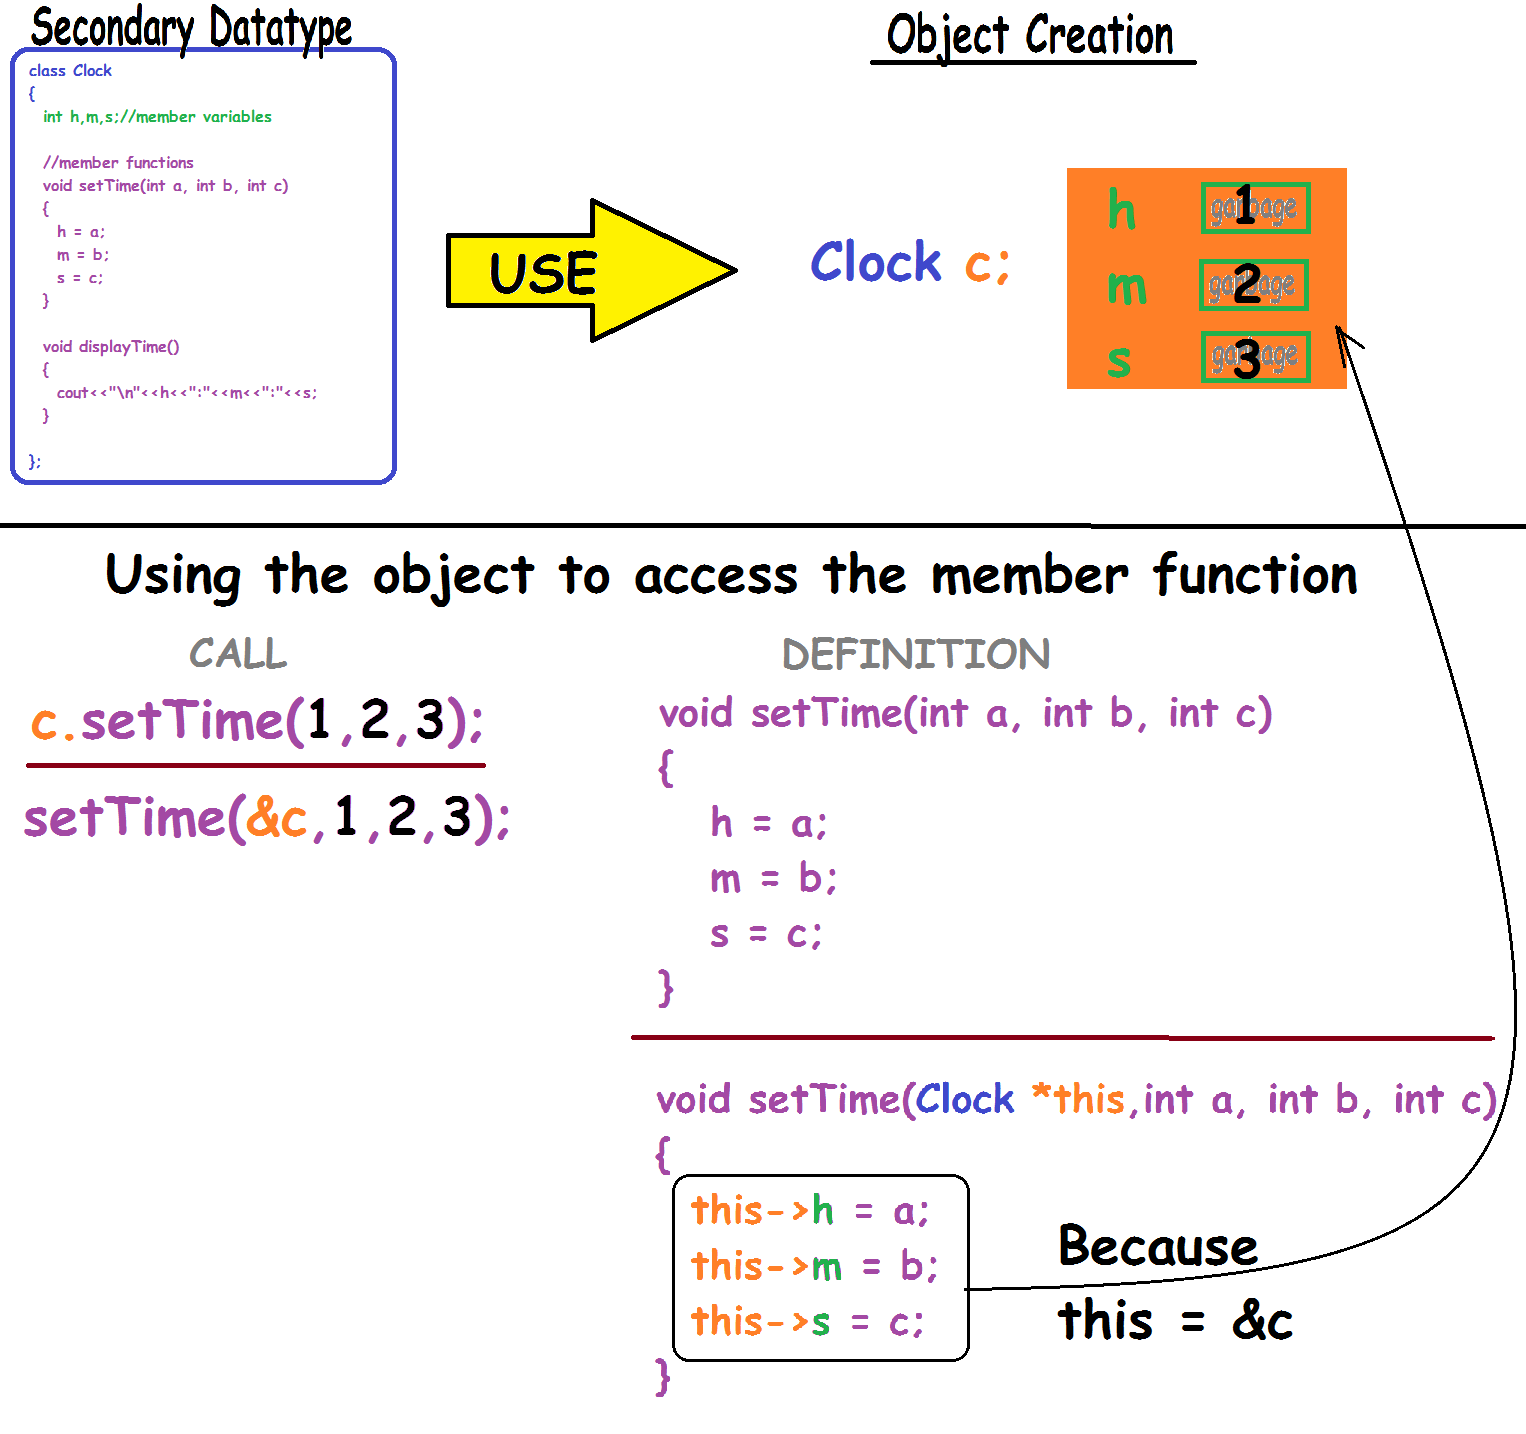 Secondary Datatype
class Clock
{
int h,m,s;//member variables
//member functions
void setTime(int a, int b, int c)
{
h = a;
m = b;
s = c;
}
void displayTime()
{
cout<<"\n"<<h<<":"<<m<<":"<<s;
}
};
USE
Object Creation
Clock c;
h garbage 1
m garbage 2
s garbage 3
Using the object to access the member function
CALL
c.setTime(1,2,3);
setTime(&c,1,2,3);
DEFINITION
void setTime(int a, int b, int c)
{
h = a;
m = b;
s = c;
}
void setTime(Clock *this,int a, int b, int c)
{
this->h = a;
this->m = b;
this->s = c;
}
Because
this = &c